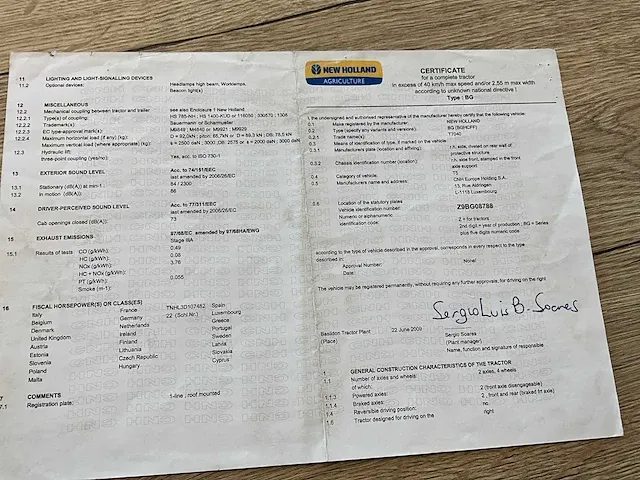 11 LIGHTING AND LIGHT-SIGNALLING DEVICES
11.2 Optional devices: Headlamps high beam, Worklamps,
Beacon light(s)
12 MISCELLANEOUS
12.2 Mechanical coupling between tractor and trailer see also Enclosure 1 New Holland
12.2.1 Type(s) of coupling:
12.2.2 Trademark(s): Sauermann or Scharmueller
12.2.3 EC type-approval mark(s):
12.2.4 Maximum horizontal load (if any) (kg):
Maximum vertical load (where appropriate) (kg):
12.3 Hydraulic lift:
three-point coupling (yes/no): Yes, acc. to ISO 730-1
13 EXTERIOR SOUND LEVEL Acc. to 74/151/EEC
last amended by 2006/26/EC
13.1 Stationary (dB(A)) at min-1: 84 / 2300
13.2 in motion (dB(A)): 86
14 DRIVER-PERCEIVED SOUND LEVEL Acc. to 77/311/EEC
last amended by 2006/26/EC
Cab openings closed (dB(A)): 73
15 EXHAUST EMISSIONS 97/68/EC amended by
Stage IIIA
15.1 Results of tests CO (g/kWh): 0.49
HC (g/kWh): 0.08
NOx (g/kWh): 3.76
HC + NOx (g/kWh):
PT (g/kWh): 0.055
Smoke (m-1):
16 FISCAL HORSEPOWER(S) OR CLASS(ES)
Italy France TNHL3D107482 Spain
Belgium Germany 22 (Schl.Nr.) Luxembourg
Denmark Netherlands Greece
United Kingdom Ireland Portugal
Austria Finland Sweden
Estonia Lithuania Latvia
Slovenia Czech Republic Slovakia
Poland Hungary Cyprus
Malta
COMMENTS
Registration plate: 1-line , roof mounted
NEW HOLLAND
AGRICULTURE
CERTIFICATE
for a complete tractor
in excess of 40 km/h max speed and/or 2,55 m max width
according to unknown national directive !
Type : BG
I, the undersigned and authorised representative of the manufacturer hereby certify that the following vehicle:
0.1 Make registered by the manufacturer: NEW HOLLAND
0.2 Type (specify any variants and versions):
0.2.1 Trade name(s): T7040
0.3 Means of identification of type, if marked on the vehicle
0.3.1 Manufacturers plate (location and affixing): r.h. side, riveted on rear wall of
protective structure
0.3.2 Chassis identification number (location): r.h. side front, stamped in the front
axle support
0.4 Category of vehicle: T5
0.5 Manufacturers name and address: CNH Europe Holding S.A.
Rue Aldringen
L-1118 Luxembourg
0.6 Location of the statutory plates
Vehicle identification number: Z9BG08788
Numeric or alphanumeric Z = for tractors
identification code: 2nd digit = year of production ; BG = Series
plus five digits numeric code
according to the type of vehicle described in the approval, corresponds in every respect to the type
described in:
Approval Number: None!
Date:
The vehicle may be registered permanently, without requiring any further approvals, for driving on the right
Sergio Luis B. Soares
Basildon Tractor Plant 22 June 2009 Sergio Soares
(Place) (Plant manager)
Name, function and signature of responsible
1 GENERAL CONSTRUCTION CHARACTERISTICS OF THE TRACTOR
1.1 Number of axles and wheels: 2 axles, 4 wheels
of which:
1.1.3 Powered axles: 2 (front axle disengageable)
1.1.4 Braked axles:
1.4 Reversible driving position: no
1.5 Tractor designed for driving on the right